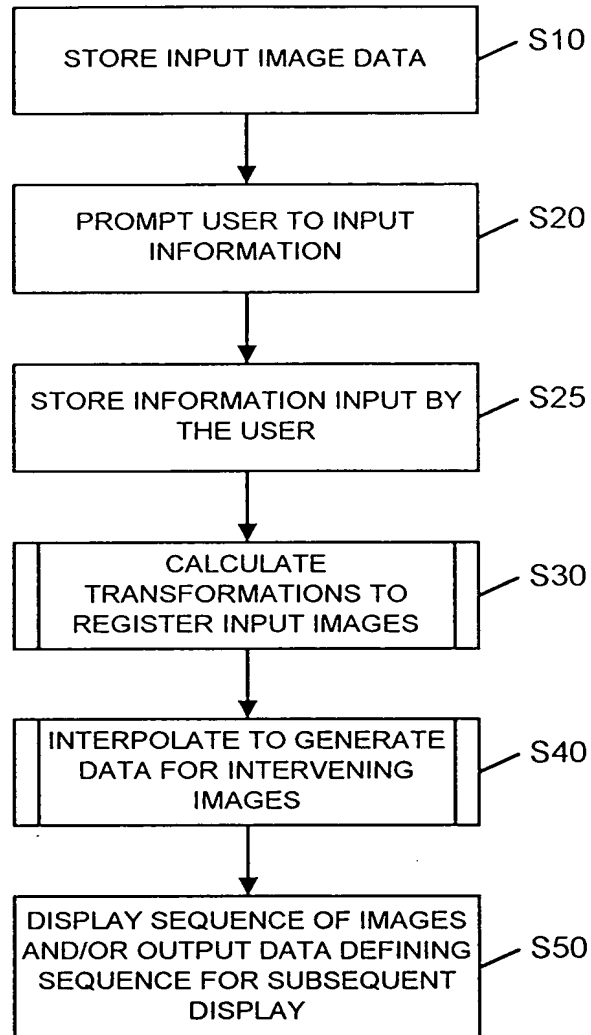 STORE INPUT IMAGE DATA
S10
PROMPT USER TO INPUT
INFORMATION
S20
STORE INFORMATION INPUT BY
THE USER
S25
CALCULATE
TRANSFORMATIONS TO
REGISTER INPUT IMAGES
S30
INTERPOLATE TO GENERATE
DATA FOR INTERVENING
IMAGES
S40
DISPLAY SEQUENCE OF IMAGES
AND/OR OUTPUT DATA DEFINING
SEQUENCE FOR SUBSEQUENT
DISPLAY
S50